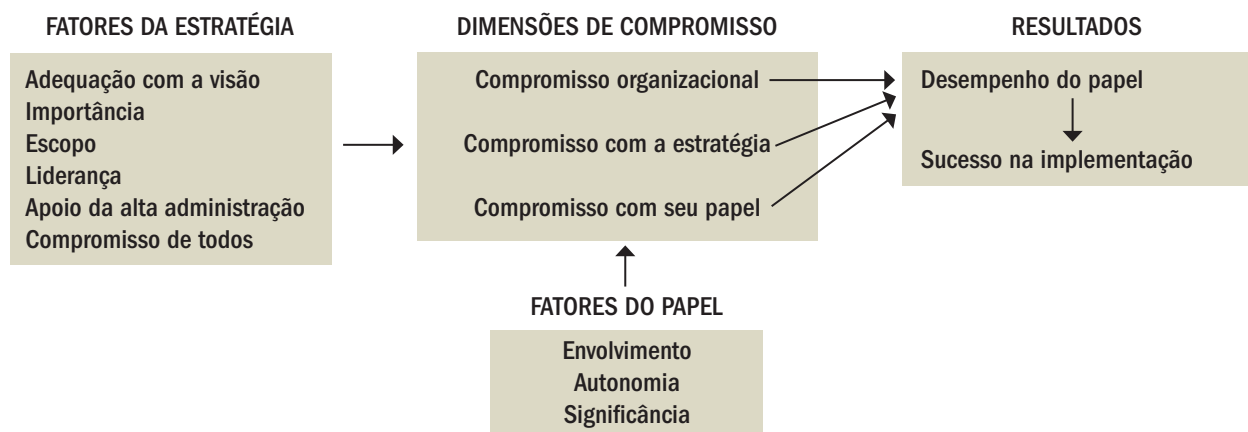 FATORES DA ESTRATÉGIA
Adequação com a visão
Importância
Escopo
Liderança
Apoio da alta administração
Compromisso de todos
DIMENSÕES DE COMPROMISSO
Compromisso organizacional
Compromisso com a estratégia
Compromisso com seu papel
RESULTADOS
Desempenho do papel
Sucesso na implementação
FATORES DO PAPEL
Envolvimento
Autonomia
Significância